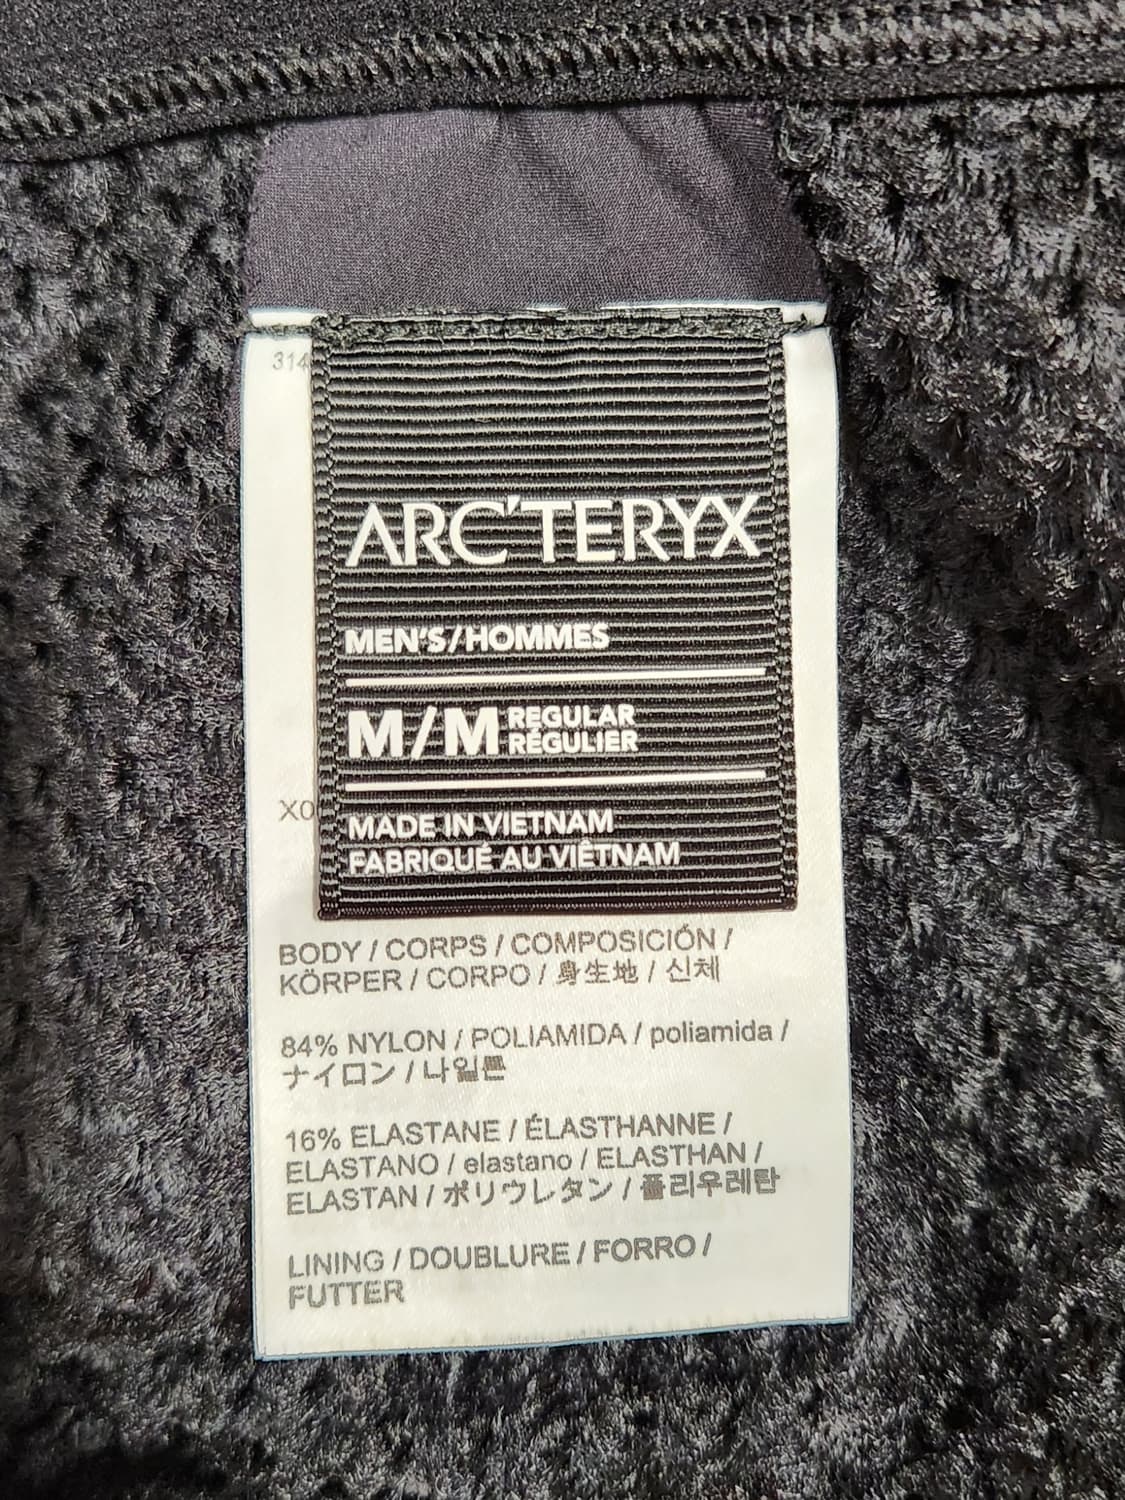 314
ARC'TERYX
MEN'S/HOMMES
M/M REGULAR
RÉGULIER
X0
MADE IN VIETNAM
FABRIQUÉ AU VIÊTNAM
BODY / CORPS / COMPOSICIÓN /
KÖRPER / CORPO / 身生地 / 신체
84% NYLON / POLIAMIDA / poliamida /
ナイロン / 나일론
16% ELASTANE / ÉLASTHANNE /
ELASTANO / elastano / ELASTHAN /
ELASTAN / ポリウレタン / 폴리우레탄
LINING / DOUBLURE / FORRO /
FUTTER